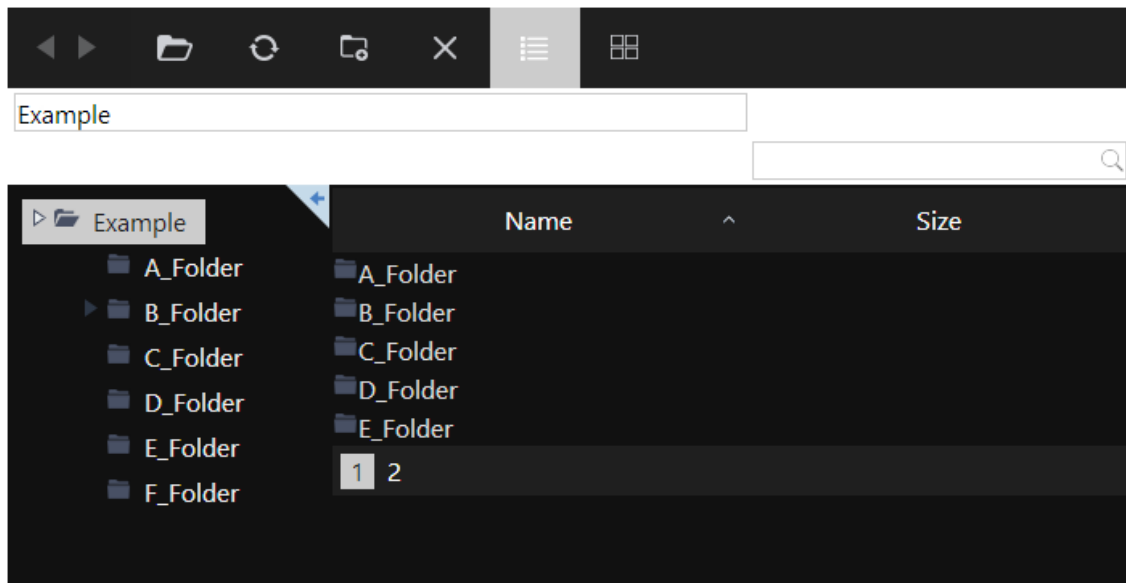 Example
Example
A_Folder
B_Folder
C_Folder
D_Folder
E_Folder
F_Folder
Name Size
A_Folder
B_Folder
C_Folder
D_Folder
E_Folder
1 2